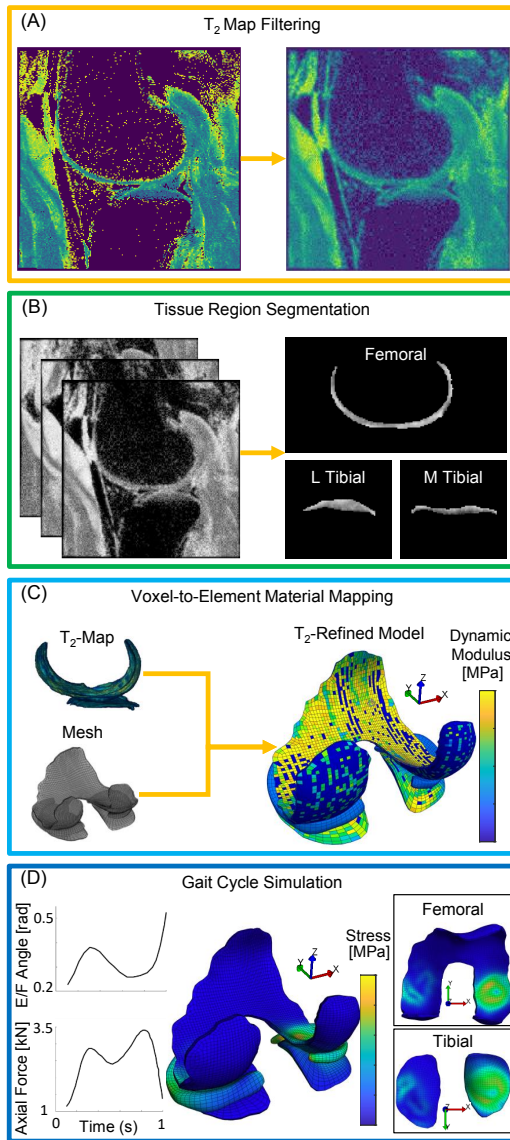 (A)
T₂ Map Filtering
(B)
Tissue Region Segmentation
Femoral
L Tibial
M Tibial
(C)
Voxel-to-Element Material Mapping
T₂-Map
Mesh
T₂-Refined Model
Dynamic
Modulus
[MPa]
Z
Y
X
(D)
Gait Cycle Simulation
E/F Angle [rad]
0.5
0.2
Axial Force [kN]
3.5
1
Time (s)
1
Z
Y
X
Stress
[MPa]
Femoral
Y
Z
X
Tibial
Z
X
Y